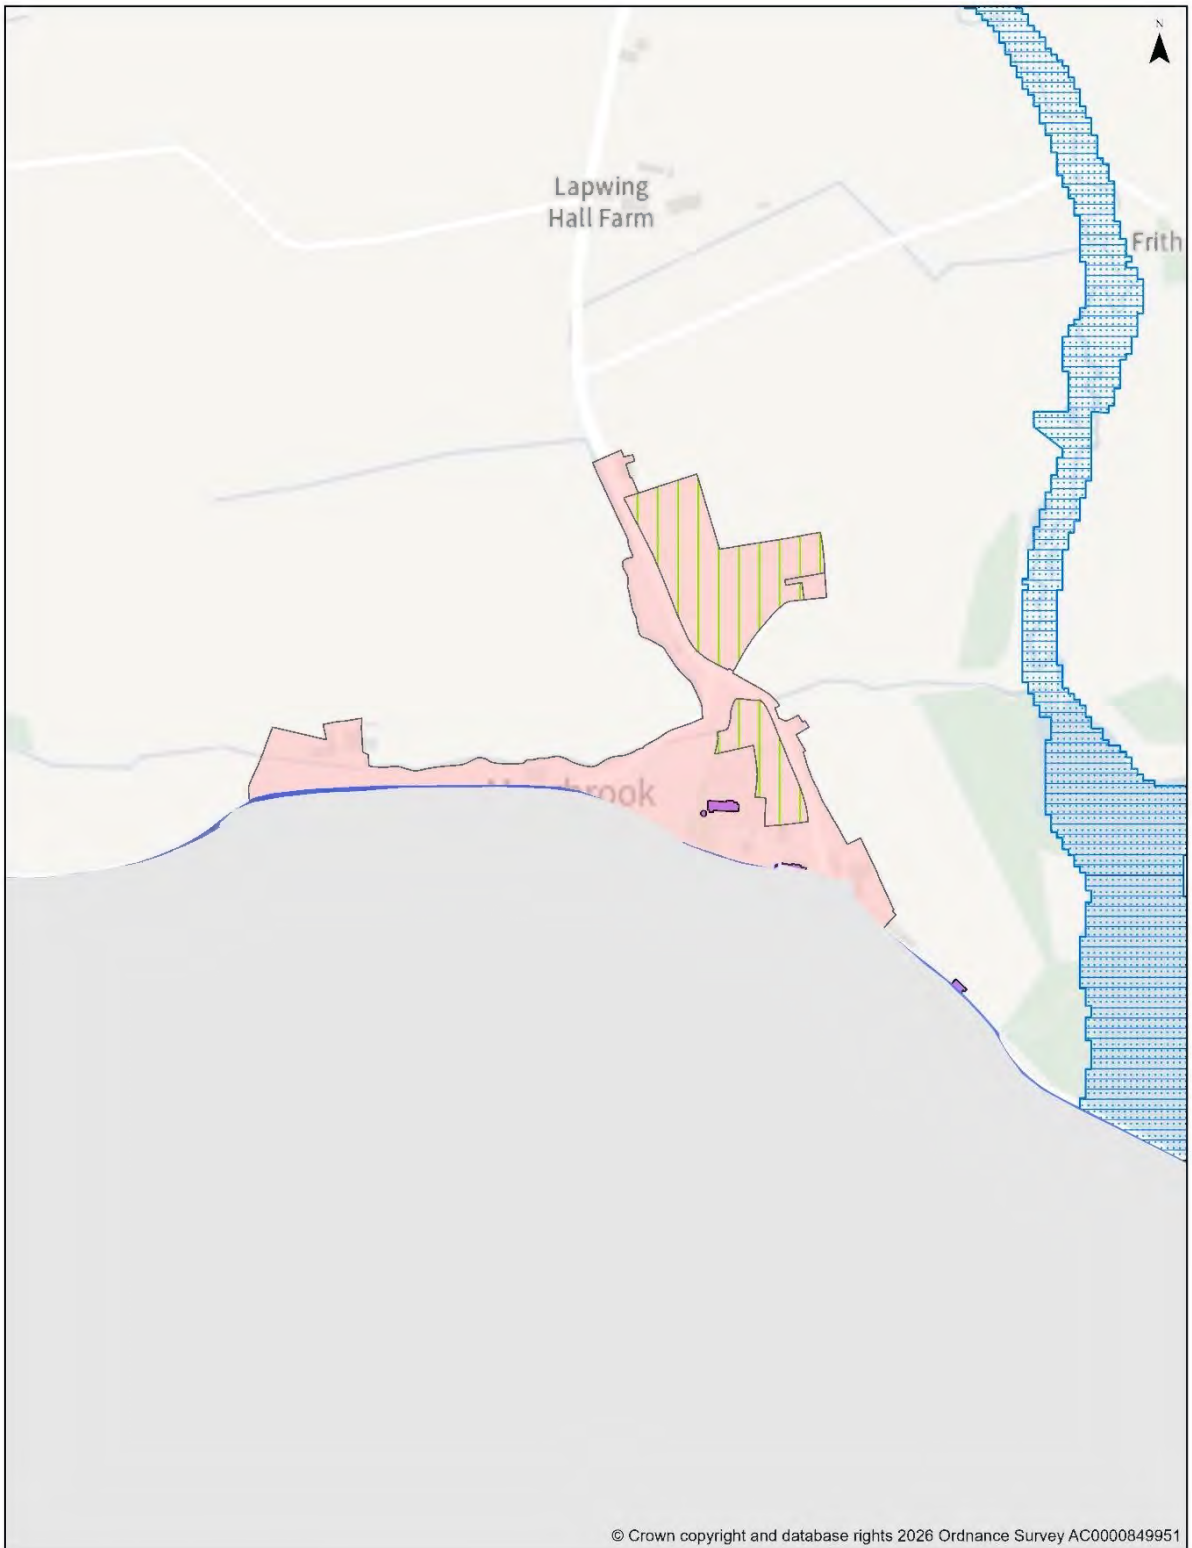 N
Lapwing
Hall Farm
Frith
© Crown copyright and database rights 2026 Ordnance Survey AC0000849951